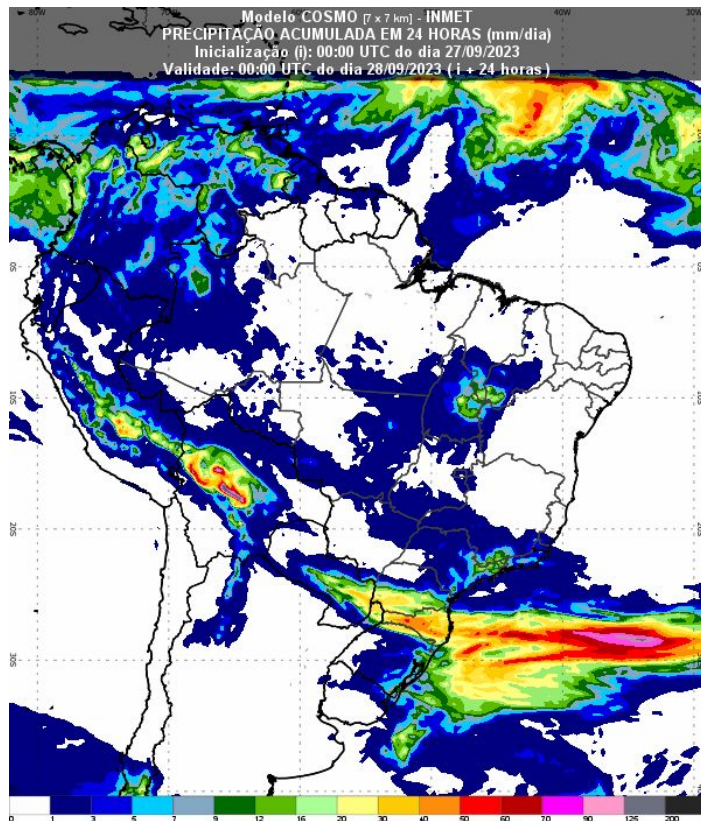 Modelo COSMO [7 x 7 km] - INMET
PRECIPITAÇÃO ACUMULADA EM 24 HORAS (mm/dia)
Inicialização (i): 00:00 UTC do dia 27/09/2023
Validade: 00:00 UTC do dia 28/09/2023 ( i + 24 horas )
80W 70W 40W
10S
20S
30S
0 1 3 5 7 9 12 16 20 30 40 50 60 70 90 125 200